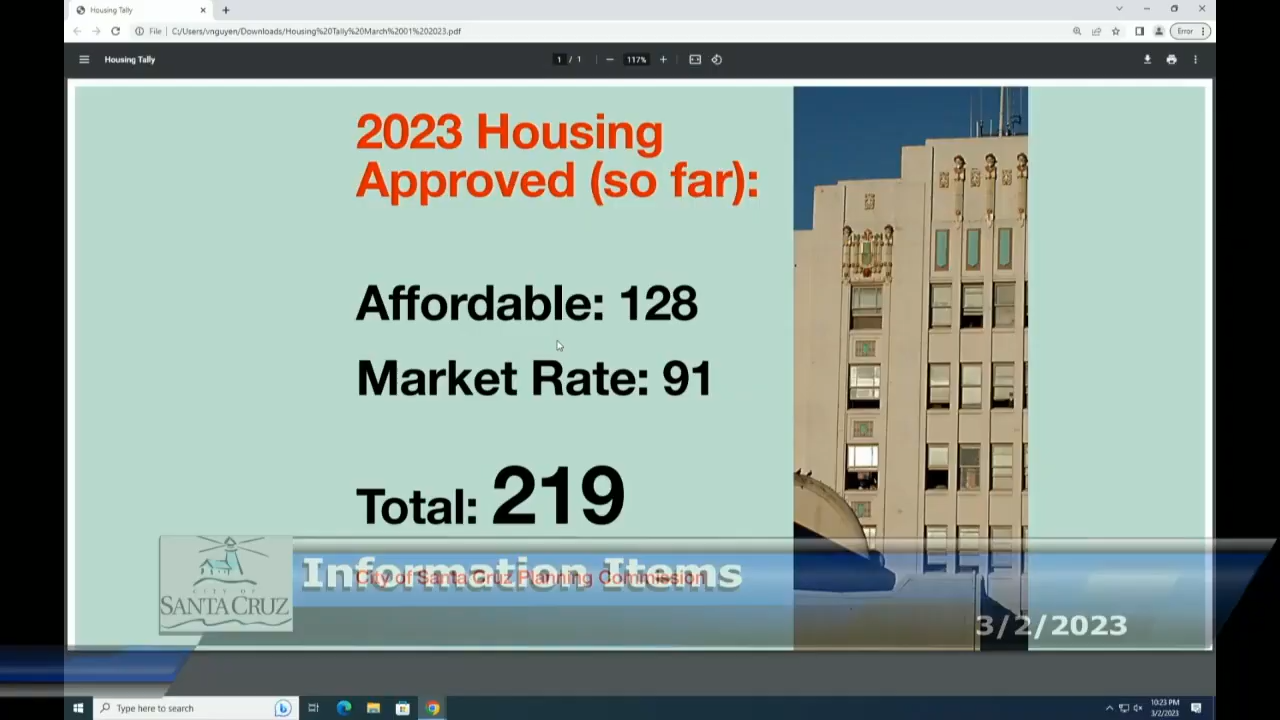 Housing Tally
File
C:/Users/vnguyen/Downloads/Housing%20Tally%20March%2001%202023.pdf
Error
Housing Tally
1 / 1
117%
2023 Housing
Approved (so far):
Affordable: 128
Market Rate: 91
Total: 219
Information Items
City of Santa Cruz Planning Commission
CITY OF
SANTA CRUZ
3/2/2023
Type here to search
10:23 PM
3/2/2023